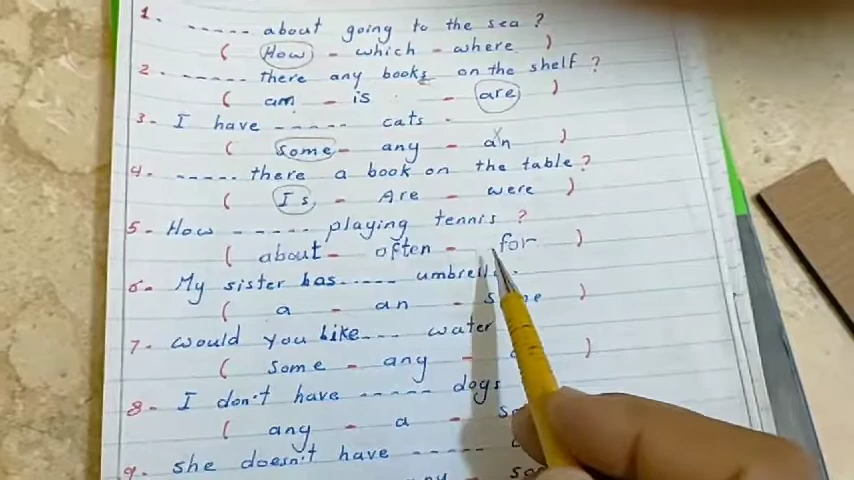 1. ------ about going to the sea ?
( How - which - where )
2. ------ there any books on the shelf ?
( am - is - are )
3. I have ------ cats .
( some - any - an )
4. ------ there a book on the table ?
( Is - Are - were )
5. How ------ playing tennis ?
( about - often - for )
6. My sister has ------
( a - an - )
7. would you like ------ water
( some - any - )
8. I don't have ------ dogs
( any - a -
9. she doesn't have ------